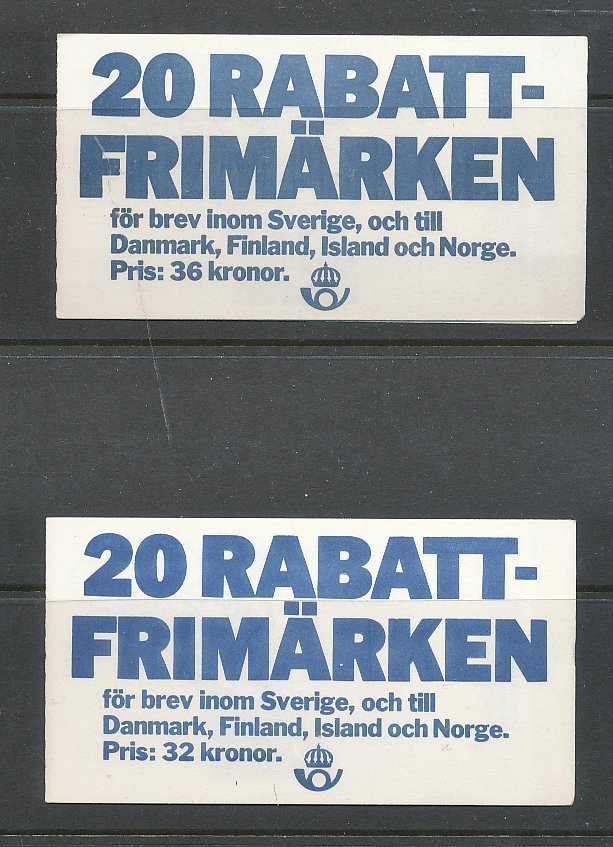 20 RABATT-
FRIMÄRKEN
för brev inom Sverige, och till
Danmark, Finland, Island och Norge.
Pris: 36 kronor.
20 RABATT-
FRIMÄRKEN
för brev inom Sverige, och till
Danmark, Finland, Island och Norge.
Pris: 32 kronor.